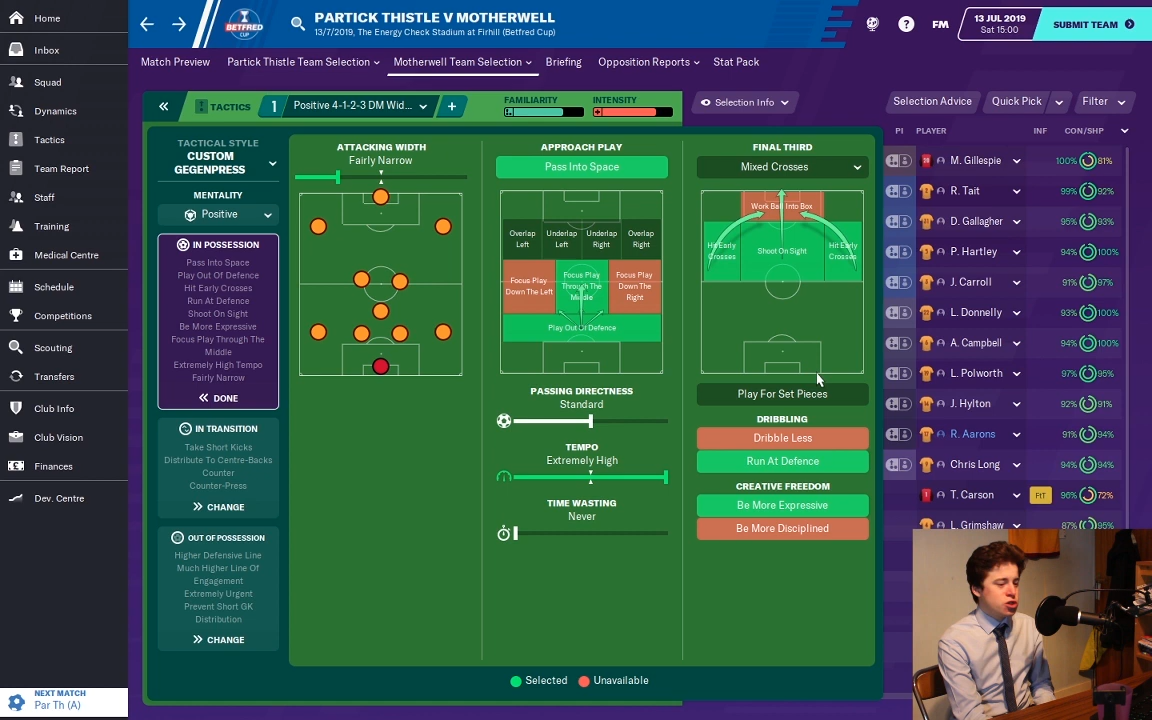 Home
Inbox
Squad
Dynamics
Tactics
Team Report
Staff
Training
Medical Centre
Schedule
Competitions
Scouting
Transfers
Club Info
Club Vision
Finances
Dev. Centre
NEXT MATCH
Par Th (A)
BETFRED
CUP
PARTICK THISTLE V MOTHERWELL
13/7/2019, The Energy Check Stadium at Firhill (Betfred Cup)
?
FM
13 JUL 2019
Sat 15:00
SUBMIT TEAM
Match Preview
Partick Thistle Team Selection
Motherwell Team Selection
Briefing
Opposition Reports
Stat Pack
TACTICS
1
Positive 4-1-2-3 DM Wid...
+
FAMILIARITY
INTENSITY
Selection Info
Selection Advice
Quick Pick
Filter
TACTICAL STYLE
CUSTOM
GEGENPRESS
MENTALITY
Positive
IN POSSESSION
Pass Into Space
Play Out Of Defence
Hit Early Crosses
Run At Defence
Shoot On Sight
Be More Expressive
Focus Play Through The
Middle
Extremely High Tempo
Fairly Narrow
DONE
IN TRANSITION
Take Short Kicks
Distribute To Centre-Backs
Counter
Counter-Press
CHANGE
OUT OF POSSESSION
Higher Defensive Line
Much Higher Line Of
Engagement
Extremely Urgent
Prevent Short GK
Distribution
CHANGE
ATTACKING WIDTH
Fairly Narrow
APPROACH PLAY
Pass Into Space
Overlap
Left
Underlap
Left
Underlap
Right
Overlap
Right
Focus Play
Down The Left
Focus Play
Through The
Middle
Focus Play
Down The
Right
Play Out Of Defence
PASSING DIRECTNESS
Standard
TEMPO
Extremely High
TIME WASTING
Never
FINAL THIRD
Mixed Crosses
Work Ball Into Box
Hit Early
Crosses
Shoot On Sight
Hit Early
Crosses
Play For Set Pieces
DRIBBLING
Dribble Less
Run At Defence
CREATIVE FREEDOM
Be More Expressive
Be More Disciplined
Selected
Unavailable
PI PLAYER INF CON/SHP
M. Gillespie 100% 81%
R. Tait 99% 92%
D. Gallagher 95% 93%
P. Hartley 94% 100%
J. Carroll 91% 97%
L. Donnelly 93% 100%
A. Campbell 94% 100%
L. Polworth 97% 95%
J. Hylton 92% 91%
R. Aarons 91% 94%
Chris Long 94% 94%
T. Carson FIT 96% 72%
L. Grimshaw 87% 95%